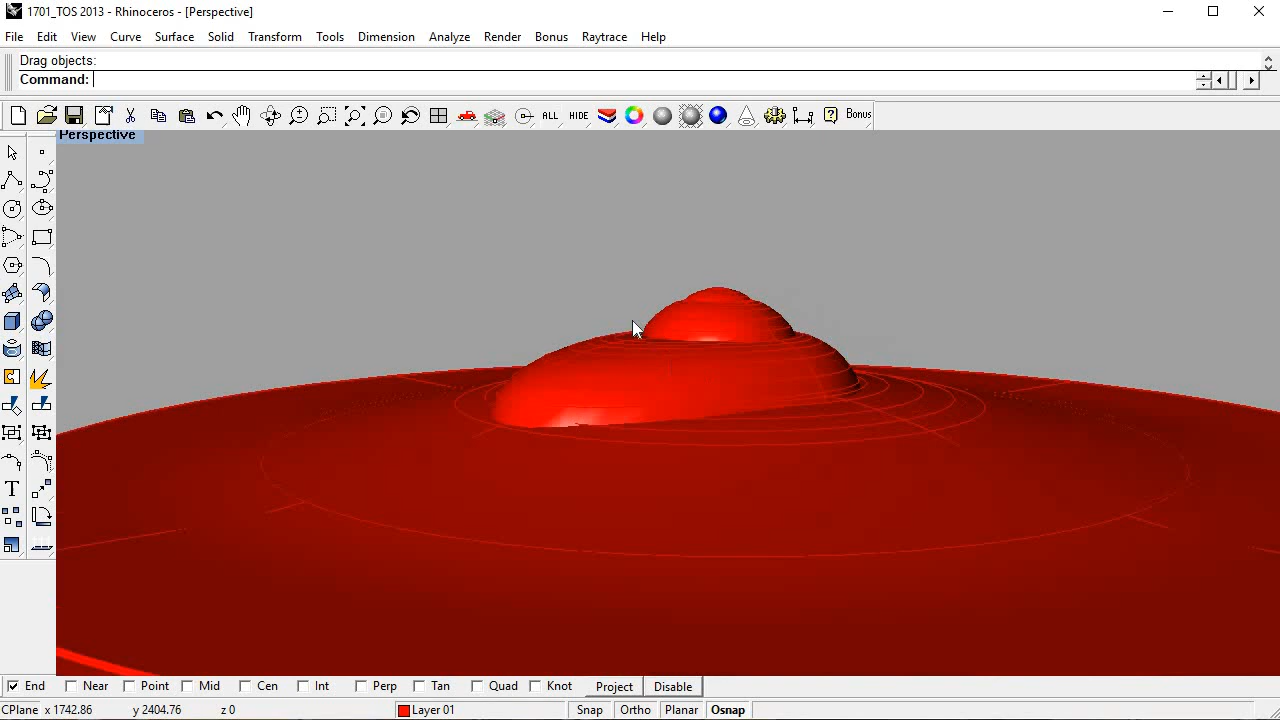 1701_TOS 2013 - Rhinoceros - [Perspective]
File Edit View Curve Surface Solid Transform Tools Dimension Analyze Render Bonus Raytrace Help
Drag objects:
Command:
ALL HIDE Bonus
Perspective
T
End Near Point Mid Cen Int Perp Tan Quad Knot Project Disable
CPlane x 1742.86 y 2404.76 z 0 Layer 01 Snap Ortho Planar Osnap